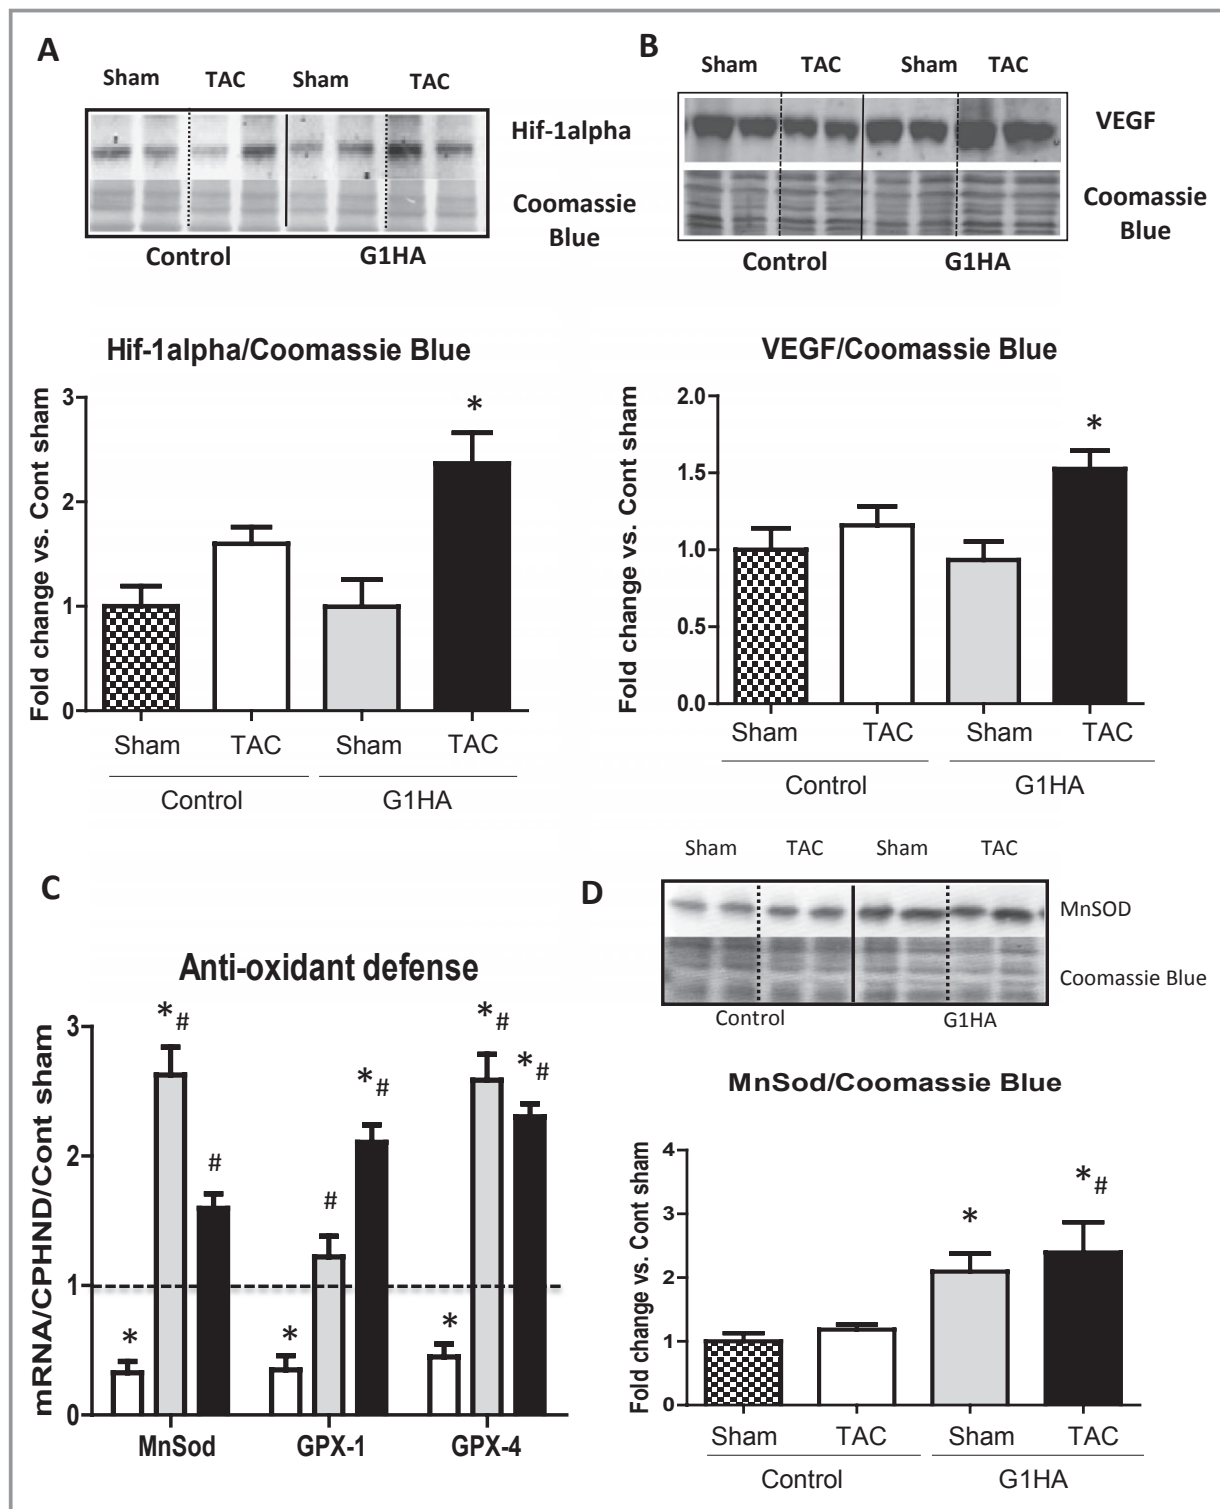 A
Sham TAC Sham TAC
Hif-1alpha
Coomassie
Blue
Control G1HA
B
Sham TAC Sham TAC
VEGF
Coomassie
Blue
Control G1HA
Hif-1alpha/Coomassie Blue
Fold change vs. Cont sham
3
2
1
0
*
Sham TAC Sham TAC
Control G1HA
VEGF/Coomassie Blue
Fold change vs. Cont sham
2.0
1.5
1.0
0.5
0.0
*
Sham TAC Sham TAC
Control G1HA
C
Anti-oxidant defense
mRNA/CPHND/Cont sham
3
2
1
0
* *# #
* # *#
* *# *#
MnSod GPX-1 GPX-4
D
Sham TAC Sham TAC
MnSOD
Coomassie Blue
Control G1HA
MnSod/Coomassie Blue
Fold change vs. Cont sham
4
3
2
1
0
* *#
Sham TAC Sham TAC
Control G1HA